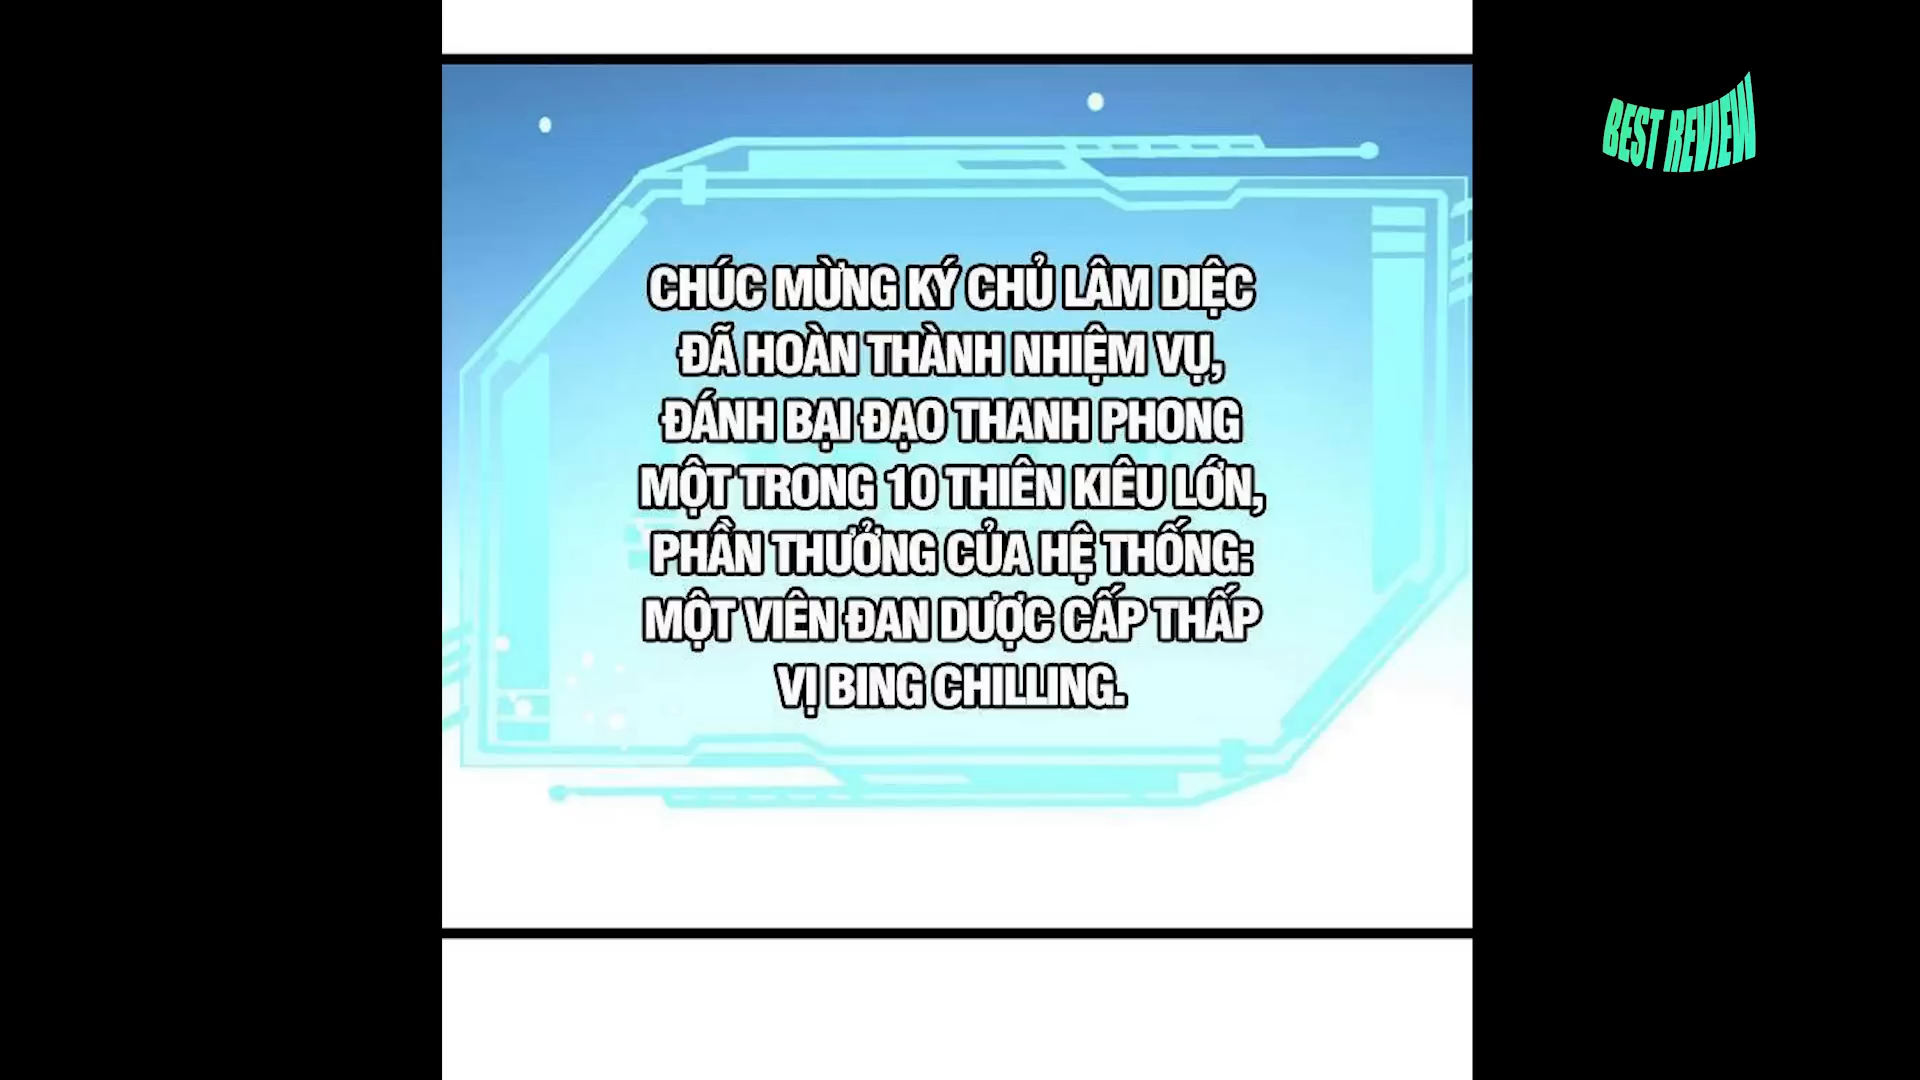 BEST REVIEW
CHÚC MỪNG KÝ CHỦ LÂM DIỆC
ĐÃ HOÀN THÀNH NHIỆM VỤ,
ĐÁNH BẠI ĐẠO THANH PHONG
MỘT TRONG 10 THIÊN KIÊU LỚN,
PHẦN THƯỞNG CỦA HỆ THỐNG:
MỘT VIÊN ĐAN DƯỢC CẤP THẤP
VỊ BING CHILLING.